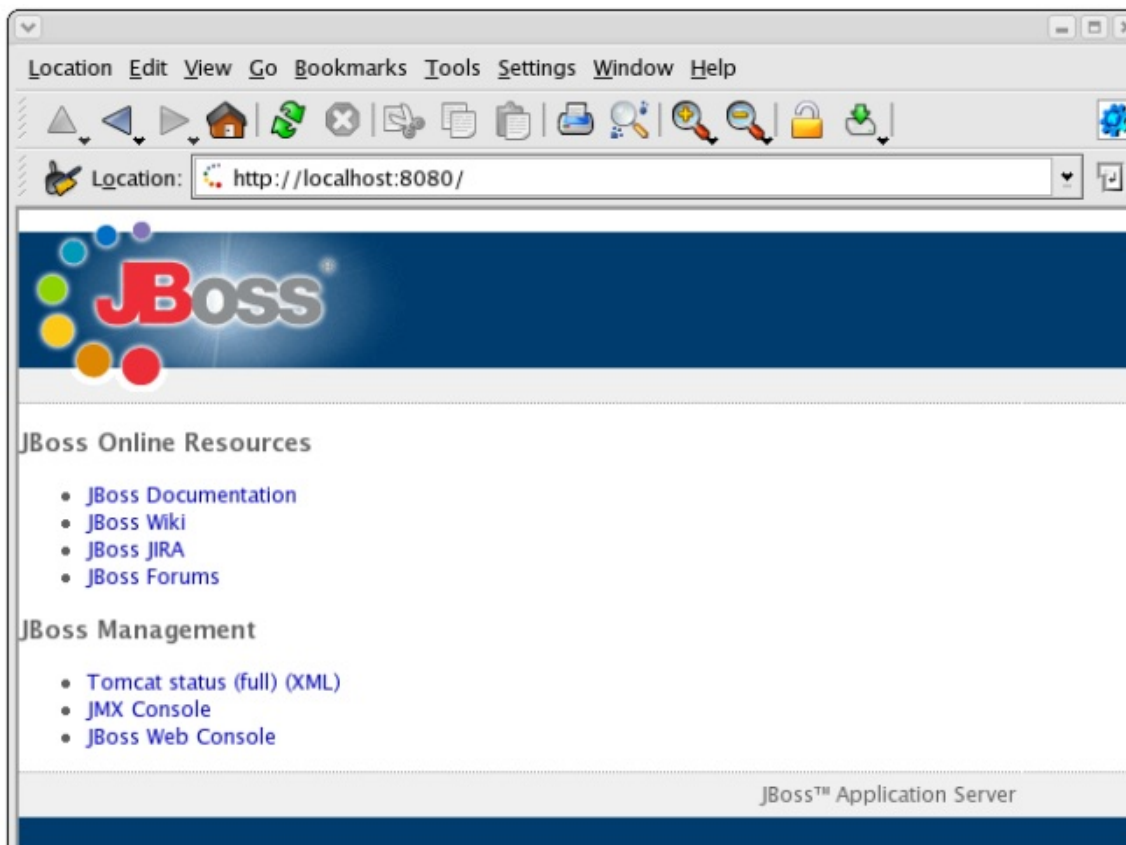 Location Edit View Go Bookmarks Tools Settings Window Help
Location: http://localhost:8080/
JBoss®
JBoss Online Resources
JBoss Documentation
JBoss Wiki
JBoss JIRA
JBoss Forums
JBoss Management
Tomcat status (full) (XML)
JMX Console
JBoss Web Console
JBoss™ Application Server